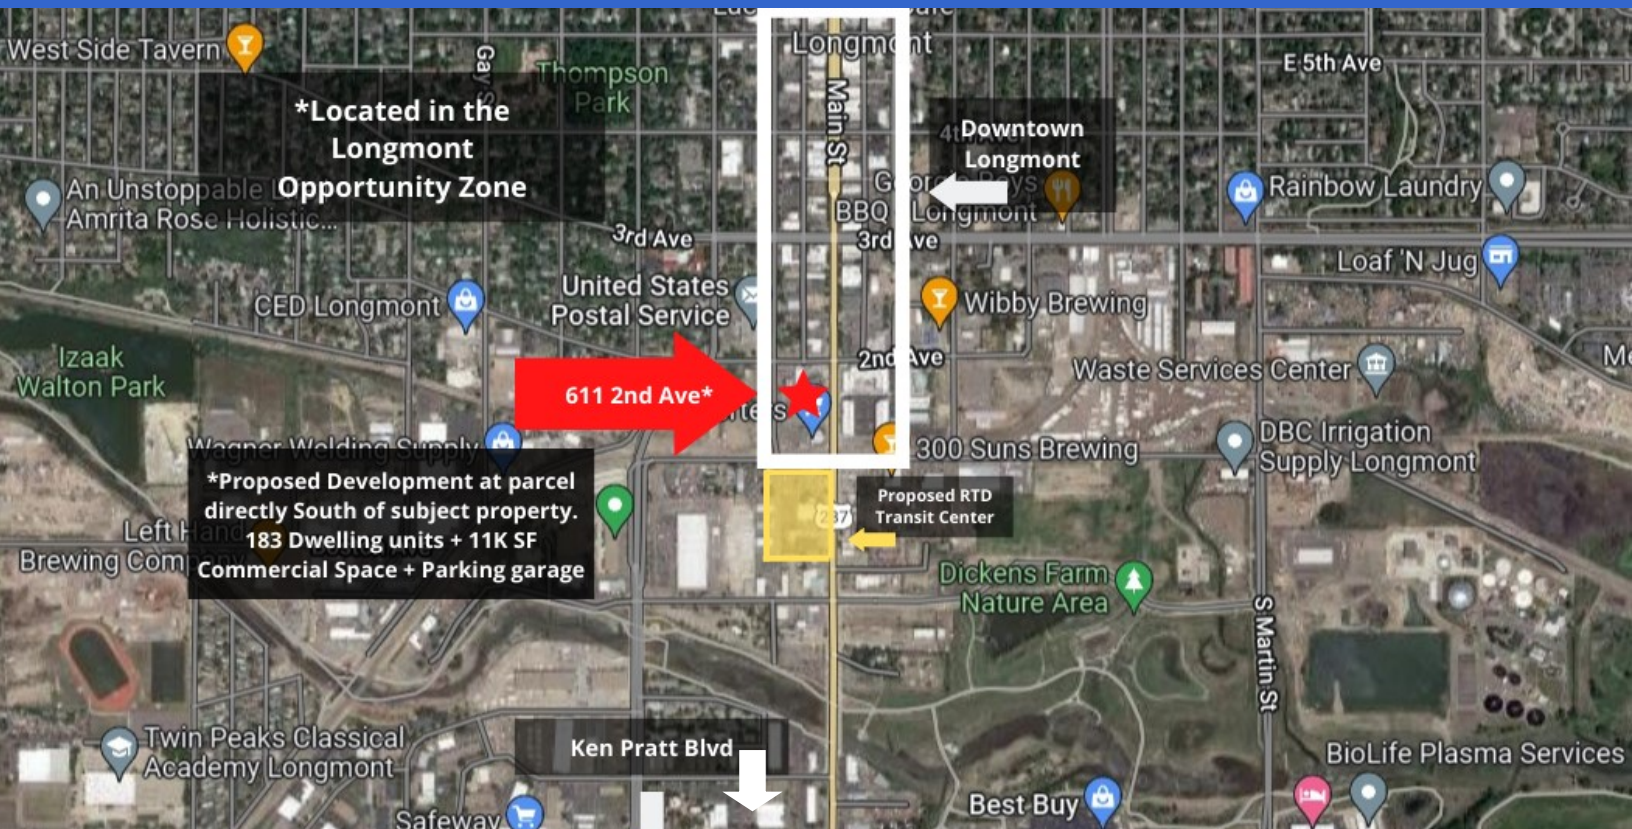 West Side Tavern
Thompson
Park
Longmont
Main St
E 5th Ave
*Located in the
Longmont
Opportunity Zone
Downtown
Longmont
An Unstoppable
Amrita Rose Holistic...
BBQ Longmont
Rainbow Laundry
3rd Ave
3rd Ave
Loaf 'N Jug
United States
Postal Service
CED Longmont
Wibby Brewing
Izaak
Walton Park
2nd Ave
Waste Services Center
611 2nd Ave*
Wagner Welding Supply
300 Suns Brewing
DBC Irrigation
Supply Longmont
*Proposed Development at parcel
directly South of subject property.
183 Dwelling units + 11K SF
Commercial Space + Parking garage
Proposed RTD
Transit Center
Left Hand
Brewing Com
Dickens Farm
Nature Area
S Martin St
Twin Peaks Classical
Academy Longmont
Ken Pratt Blvd
BioLife Plasma Services
Best Buy
Safeway